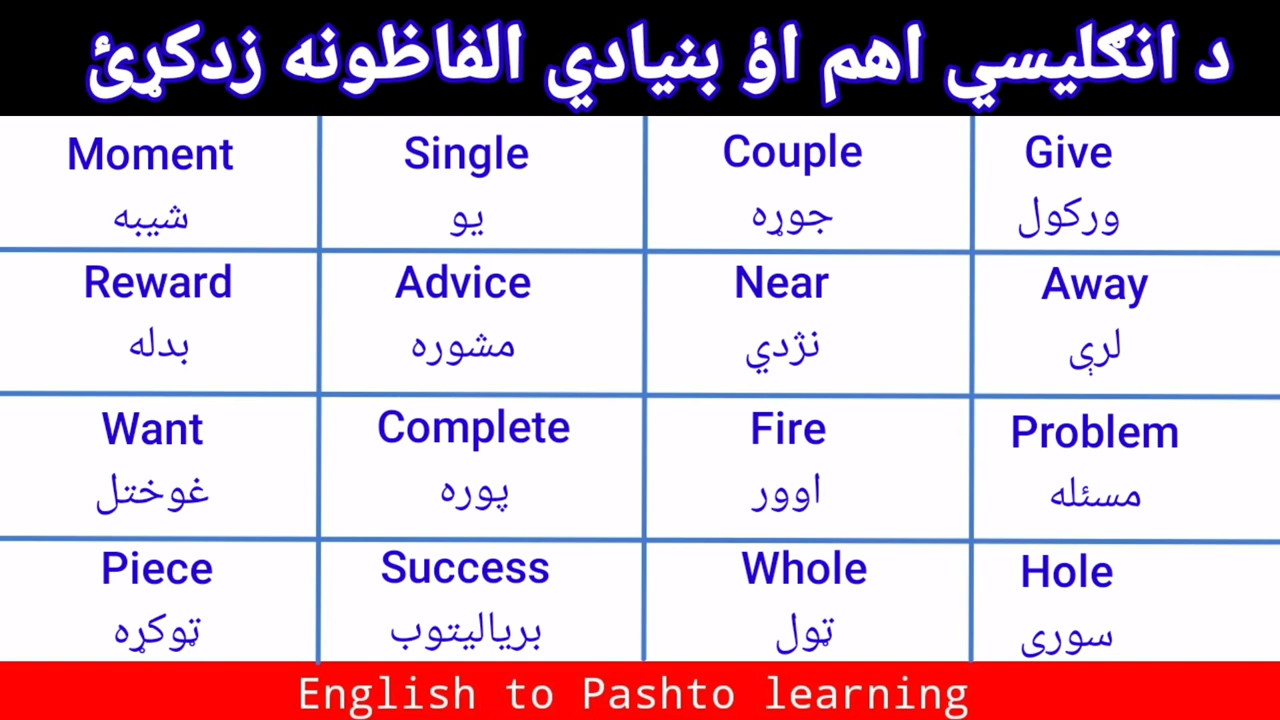 د انګلیسي اهم اؤ بنیادي الفاظونه زدکړئ
Moment
شیبه
Single
یو
Couple
جوړه
Give
ورکول
Reward
بدله
Advice
مشوره
Near
نژدي
Away
لرې
Want
غوختل
Complete
پوره
Fire
اوور
Problem
مسئله
Piece
ټوکړه
Success
بریالیتوب
Whole
ټول
Hole
سوری
English to Pashto learning